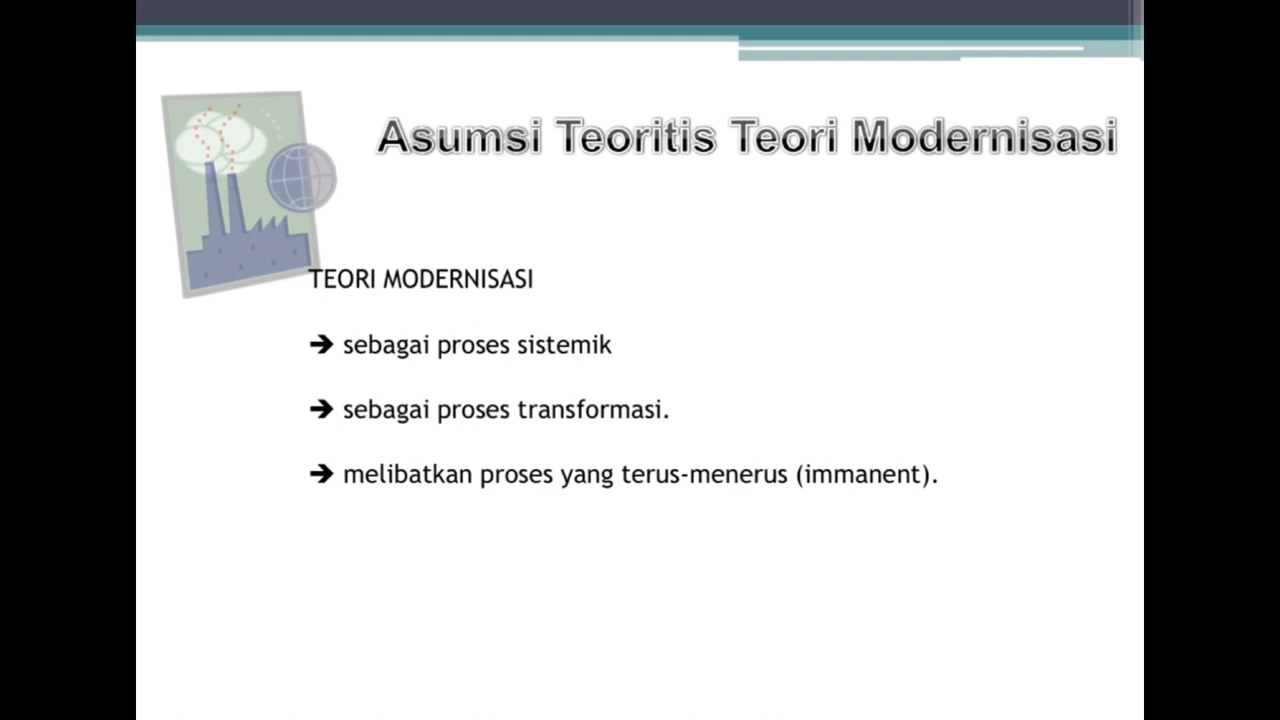 Asumsi Teoritis Teori Modernisasi
TEORI MODERNISASI
➔ sebagai proses sistemik
➔ sebagai proses transformasi.
➔ melibatkan proses yang terus-menerus (immanent).